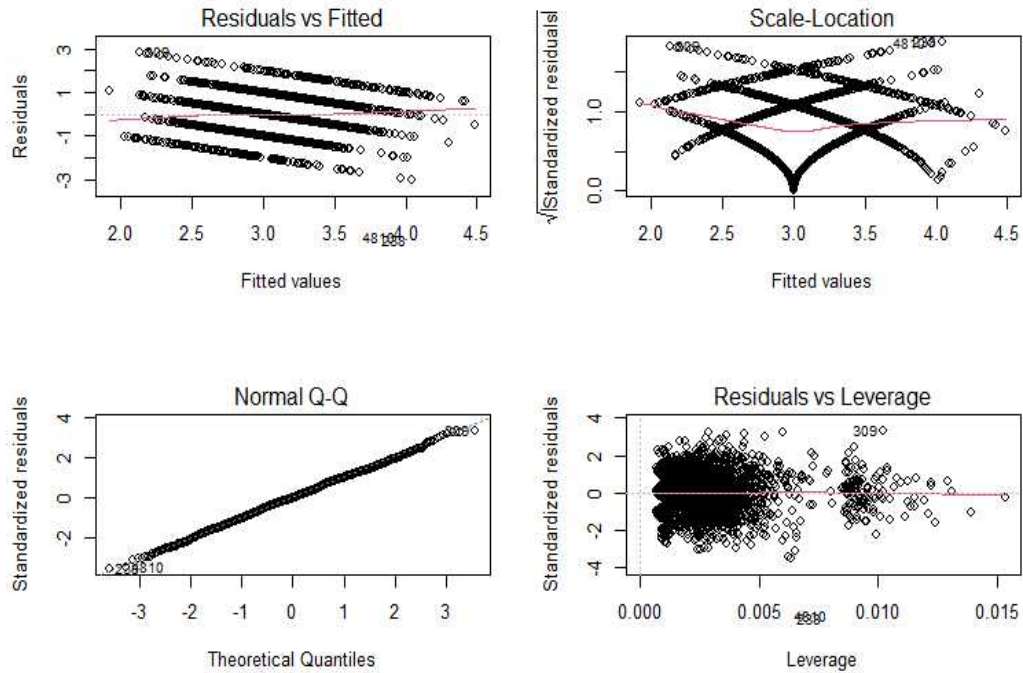 Residuals vs Fitted
Residuals
3
1
-1
-3
309
2.0 2.5 3.0 3.5 4.0 4.5
Fitted values
Scale-Location
√|Standardized residuals|
1.0
0.0
2.0 2.5 3.0 3.5 4.0 4.5
Fitted values
Normal Q-Q
Standardized residuals
4
2
0
-2
-3 -2 -1 0 1 2 3
Theoretical Quantiles
Residuals vs Leverage
Standardized residuals
4
2
0
-2
-4
309
0.000 0.005 0.010 0.015
Leverage